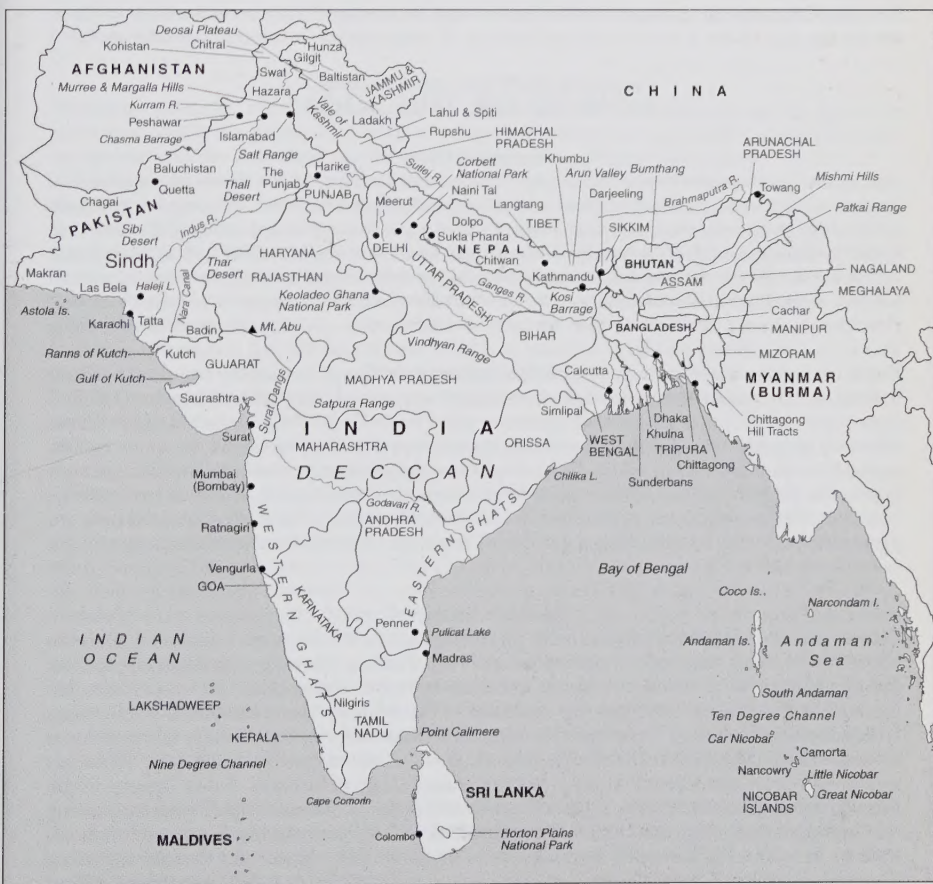 Deosai Plateau
Kohistan
Chitral
Hunza
Gilgit
AFGHANISTAN
Swat
Baltistan
JAMMU &
KASHMIR
Murree & Margalla Hills
Hazara
CHINA
Kurram R.
Vale of
Kashmir
Ladakh
Lahul & Spiti
Peshawar
Rupshu
HIMACHAL
PRADESH
Chasma Barrage
Islamabad
ARUNACHAL
PRADESH
Salt Range
Sutlej R.
Corbett
National Park
Khumbu
Bumthang
Baluchistan
The
Punjab
Harike
Arun Valley
Mishmi Hills
Quetta
Thall
Desert
PUNJAB
Meerut
Naini Tal
Darjeeling
Brahmaputra R.
Towang
Chagai
Langtang
Patkai Range
PAKISTAN
Indus R.
Dolpo
TIBET
SIKKIM
Sibi
Desert
HARYANA
DELHI
Sukla Phanta
NEPAL
BHUTAN
Sindh
Thar
Desert
Chitwan
NAGALAND
Makran
RAJASTHAN
UTTAR PRADESH
Kathmandu
ASSAM
MEGHALAYA
Las Bela
Haleji L.
Nara Canal
Keoladeo Ghana
National Park
Ganges R.
Kosi
Barrage
Cachar
Astola Is.
Karachi
Tatta
Badin
Mt. Abu
BIHAR
BANGLADESH
MANIPUR
Ranns of Kutch
Kutch
Vindhyan Range
MIZORAM
GUJARAT
Calcutta
Gulf of Kutch
MADHYA PRADESH
MYANMAR
(BURMA)
Saurashtra
Surat Dangs
Satpura Range
Simlipal
Dhaka
Chittagong
Hill Tracts
Surat
INDIA
ORISSA
WEST
BENGAL
Khulna
TRIPURA
MAHARASHTRA
Chittagong
Mumbai
(Bombay)
DECCAN
Chilika L.
Sunderbans
Godavari R.
Ratnagiri
ANDHRA
PRADESH
EASTERN GHATS
WESTERN GHATS
Vengurla
Bay of Bengal
GOA
KARNATAKA
Coco Is.
Narcondam I.
Penner
Pulicat Lake
INDIAN
OCEAN
Andaman Is.
Andaman
Sea
Madras
LAKSHADWEEP
Nilgiris
South Andaman
TAMIL
NADU
Point Calimere
Ten Degree Channel
KERALA
Car Nicobar
Nine Degree Channel
Camorta
Nancowry
Little Nicobar
Cape Comorin
SRI LANKA
NICOBAR
ISLANDS
Great Nicobar
MALDIVES
Colombo
Horton Plains
National Park